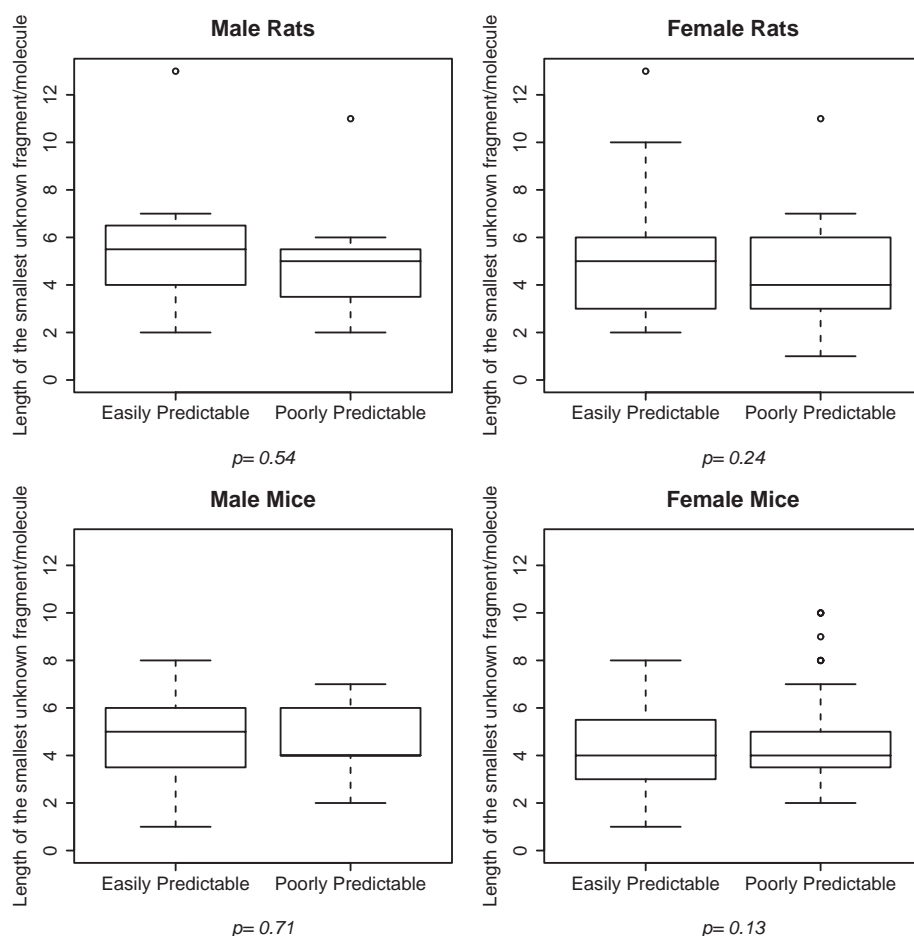 Male Rats
Length of the smallest unknown fragment/molecule
0 2 4 6 8 10 12
Easily Predictable Poorly Predictable
p= 0.54
Female Rats
Length of the smallest unknown fragment/molecule
0 2 4 6 8 10 12
Easily Predictable Poorly Predictable
p= 0.24
Male Mice
Length of the smallest unknown fragment/molecule
0 2 4 6 8 10 12
Easily Predictable Poorly Predictable
p= 0.71
Female Mice
Length of the smallest unknown fragment/molecule
0 2 4 6 8 10 12
Easily Predictable Poorly Predictable
p= 0.13